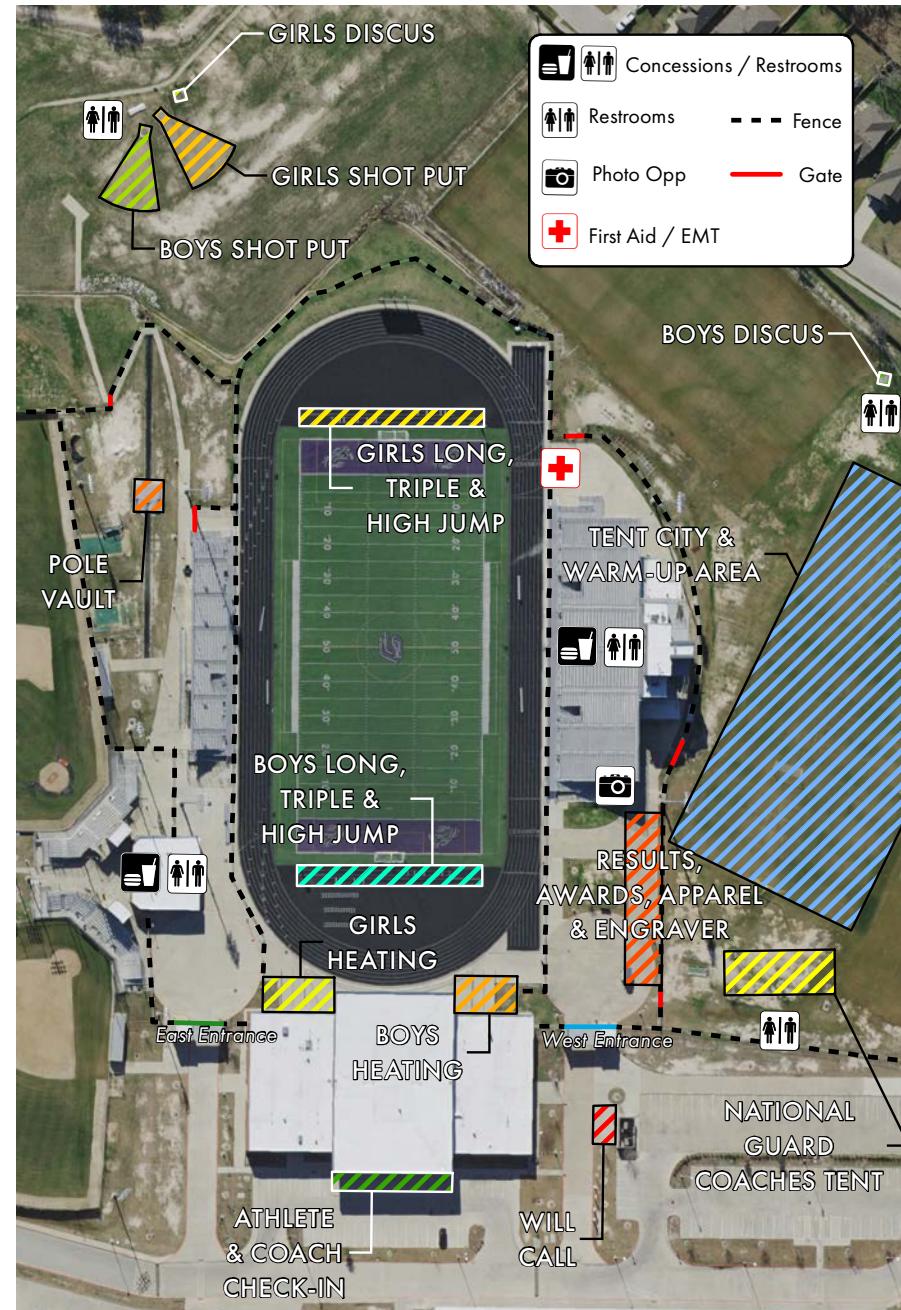 GIRLS DISCUS
Concessions / Restrooms
Restrooms
Fence
Photo Opp
Gate
First Aid / EMT
GIRLS SHOT PUT
BOYS SHOT PUT
BOYS DISCUS
GIRLS LONG,
TRIPLE &
HIGH JUMP
TENT CITY &
WARM-UP AREA
POLE
VAULT
BOYS LONG,
TRIPLE &
HIGH JUMP
RESULTS,
AWARDS, APPAREL
& ENGRAVER
GIRLS
HEATING
East Entrance
BOYS
HEATING
West Entrance
NATIONAL
GUARD
COACHES TENT
ATHLETE
& COACH
CHECK-IN
WILL
CALL